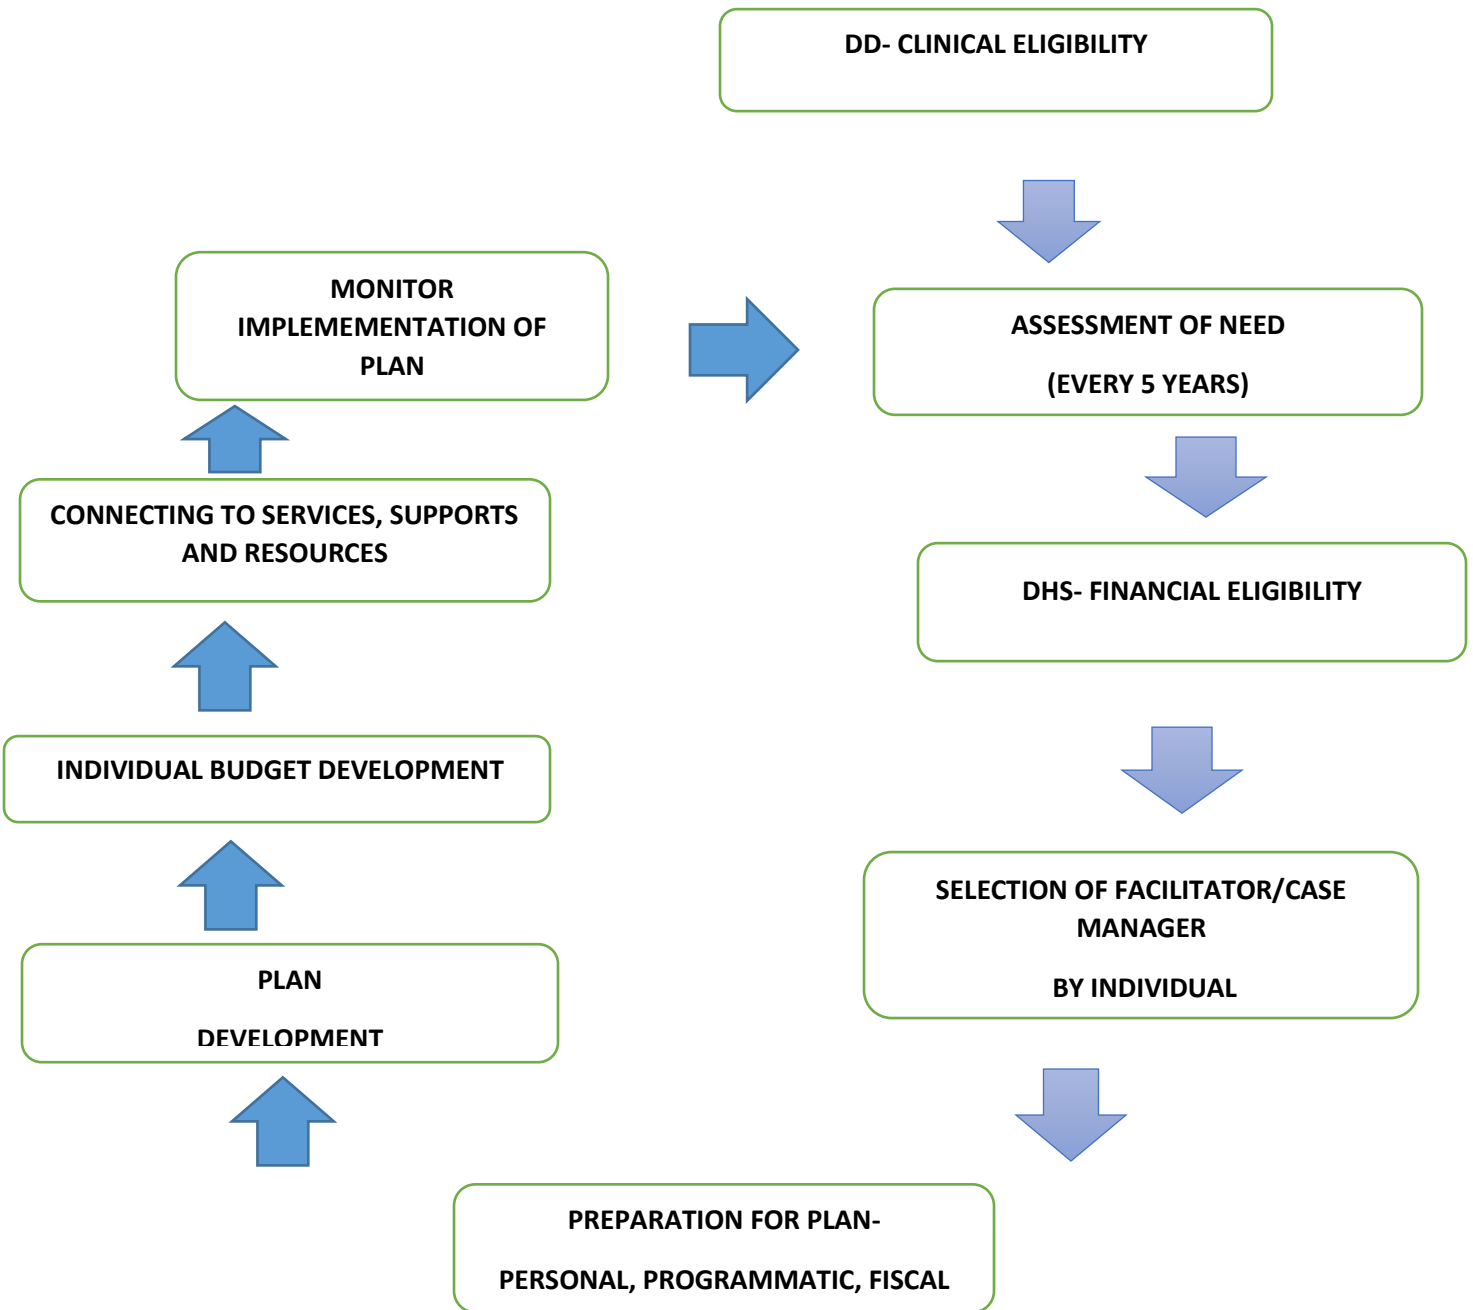 DD- CLINICAL ELIGIBILITY
MONITOR
IMPLEMEMENTATION OF
PLAN
ASSESSMENT OF NEED
(EVERY 5 YEARS)
CONNECTING TO SERVICES, SUPPORTS
AND RESOURCES
DHS- FINANCIAL ELIGIBILITY
INDIVIDUAL BUDGET DEVELOPMENT
SELECTION OF FACILITATOR/CASE
MANAGER
BY INDIVIDUAL
PLAN
DEVELOPMENT
PREPARATION FOR PLAN-
PERSONAL, PROGRAMMATIC, FISCAL